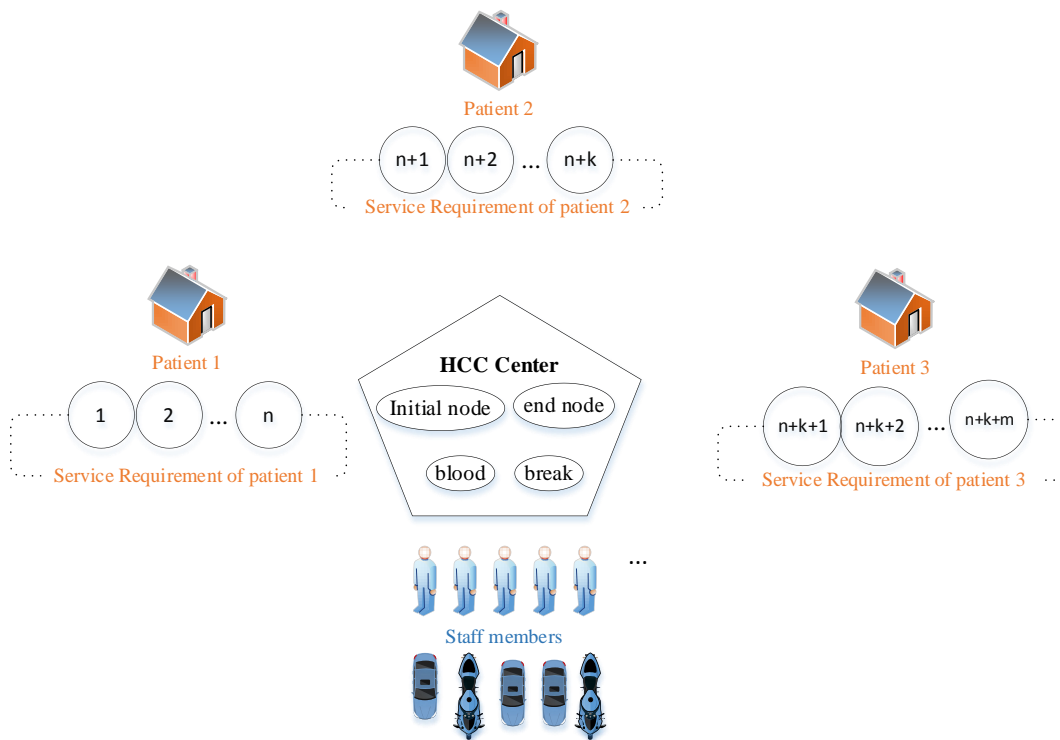 Patient 2
n+1 n+2 ... n+k
Service Requirement of patient 2
Patient 1
1 2 ... n
Service Requirement of patient 1
HCC Center
Initial node end node
blood break
Patient 3
n+k+1 n+k+2 ... n+k+m
Service Requirement of patient 3
...
Staff members